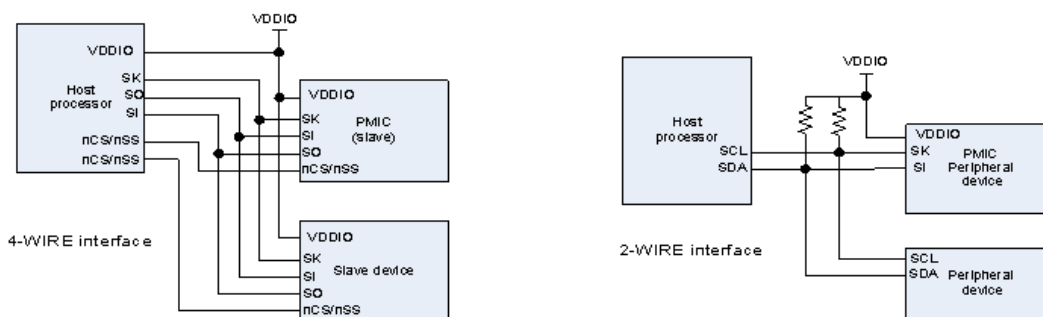 VDDIO
VDDIO
Host
processor
SK
SO
SI
nCS/nSS
nCS/nSS
VDDIO
SK
SI
SO
nCS/nSS
PMIC
(slave)
VDDIO
SK
SI
SO
nCS/nSS
Slave device
4-WIRE interface
VDDIO
Host
processor
SCL
SDA
VDDIO
SK
SI
PMIC
Peripheral
device
SCL
SDA
Peripheral
device
2-WIRE interface